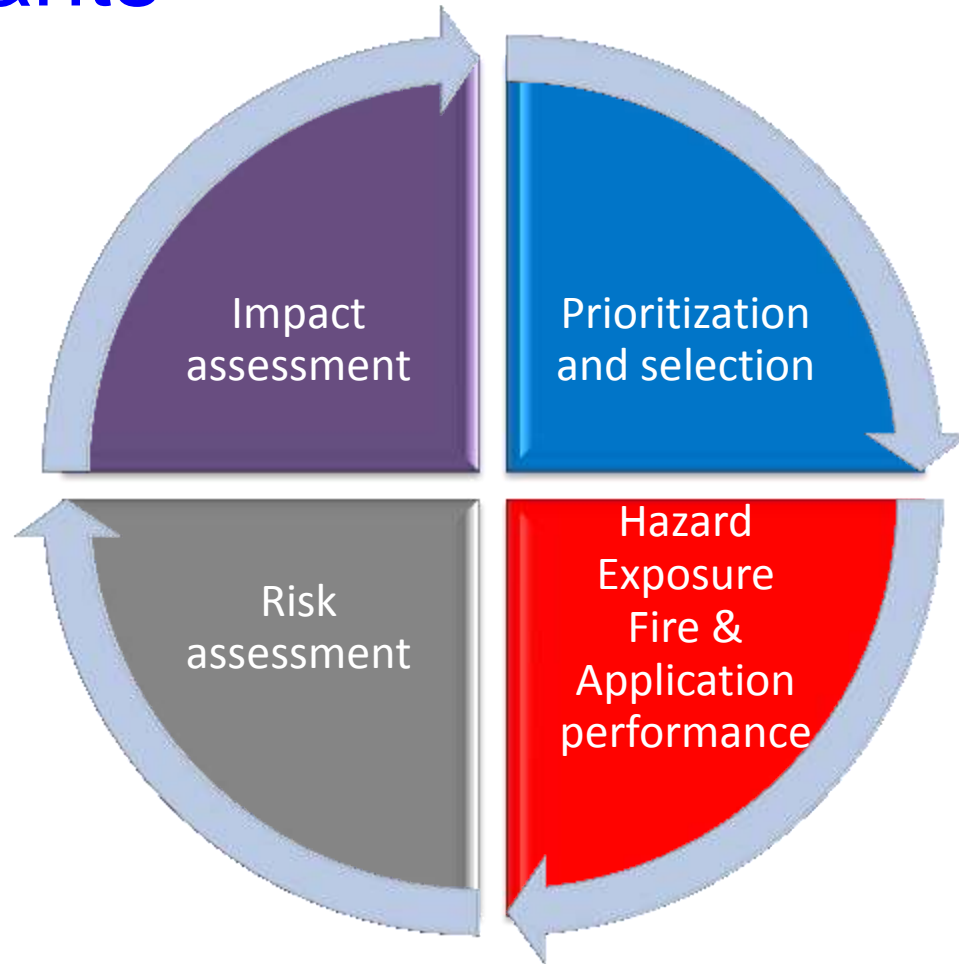 Impact
assessment
Prioritization
and selection
Risk
assessment
Hazard
Exposure
Fire &
Application
performance